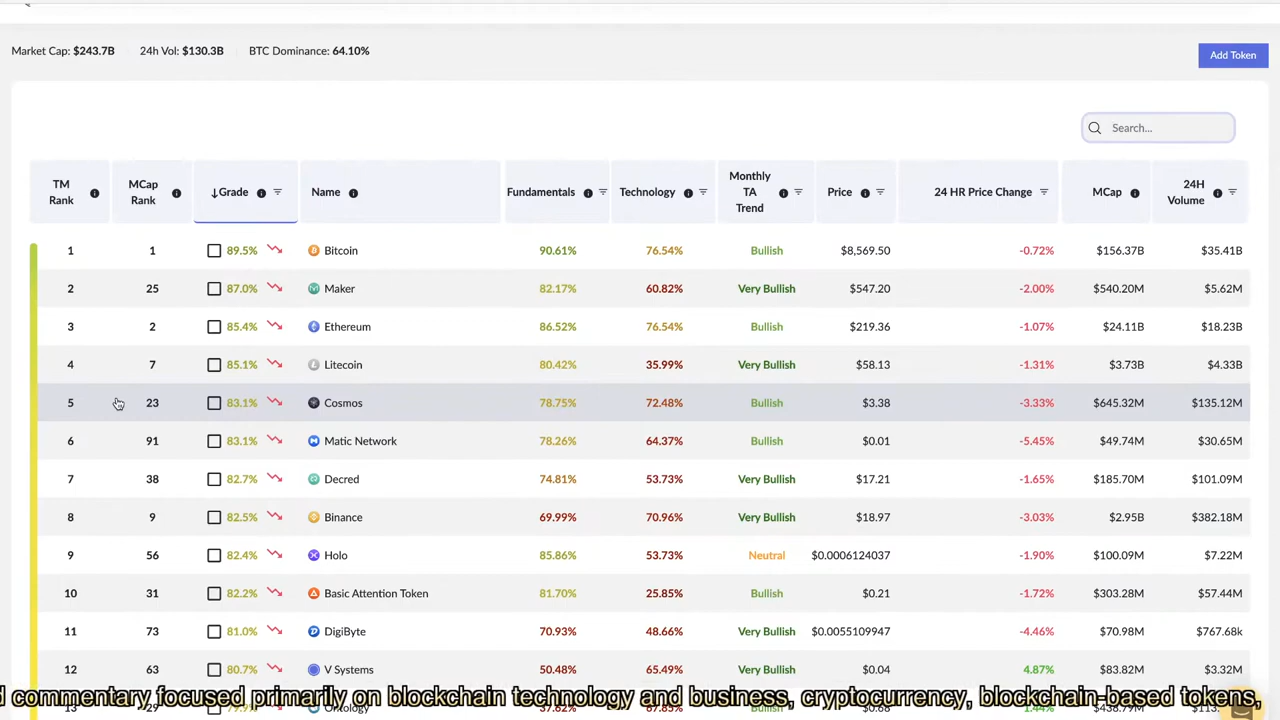 Market Cap: $243.7B 24h Vol: $130.3B BTC Dominance: 64.10%
Add Token
Search...
TM Rank MCap Rank ↓Grade Name Fundamentals Technology Monthly TA Trend Price 24 HR Price Change MCap 24H Volume
1 1 89.5% Bitcoin 90.61% 76.54% Bullish $8,569.50 -0.72% $156.37B $35.41B
2 25 87.0% Maker 82.17% 60.82% Very Bullish $547.20 -2.00% $540.20M $5.62M
3 2 85.4% Ethereum 86.52% 76.54% Bullish $219.36 -1.07% $24.11B $18.23B
4 7 85.1% Litecoin 80.42% 35.99% Very Bullish $58.13 -1.31% $3.73B $4.33B
5 23 83.1% Cosmos 78.75% 72.48% Bullish $3.38 -3.33% $645.32M $135.12M
6 91 83.1% Matic Network 78.26% 64.37% Bullish $0.01 -5.45% $49.74M $30.65M
7 38 82.7% Decred 74.81% 53.73% Very Bullish $17.21 -1.65% $185.70M $101.09M
8 9 82.5% Binance 69.99% 70.96% Very Bullish $18.97 -3.03% $2.95B $382.18M
9 56 82.4% Holo 85.86% 53.73% Neutral $0.0006124037 -1.90% $100.09M $7.22M
10 31 82.2% Basic Attention Token 81.70% 25.85% Bullish $0.21 -1.72% $303.28M $57.44M
11 73 81.0% DigiByte 70.93% 48.66% Very Bullish $0.0055109947 -4.46% $70.98M $767.68k
12 63 80.7% V Systems 50.48% 65.49% Very Bullish $0.04 4.87% $83.82M $3.32M
commentary focused primarily on blockchain technology and business, cryptocurrency, blockchain-based tokens,